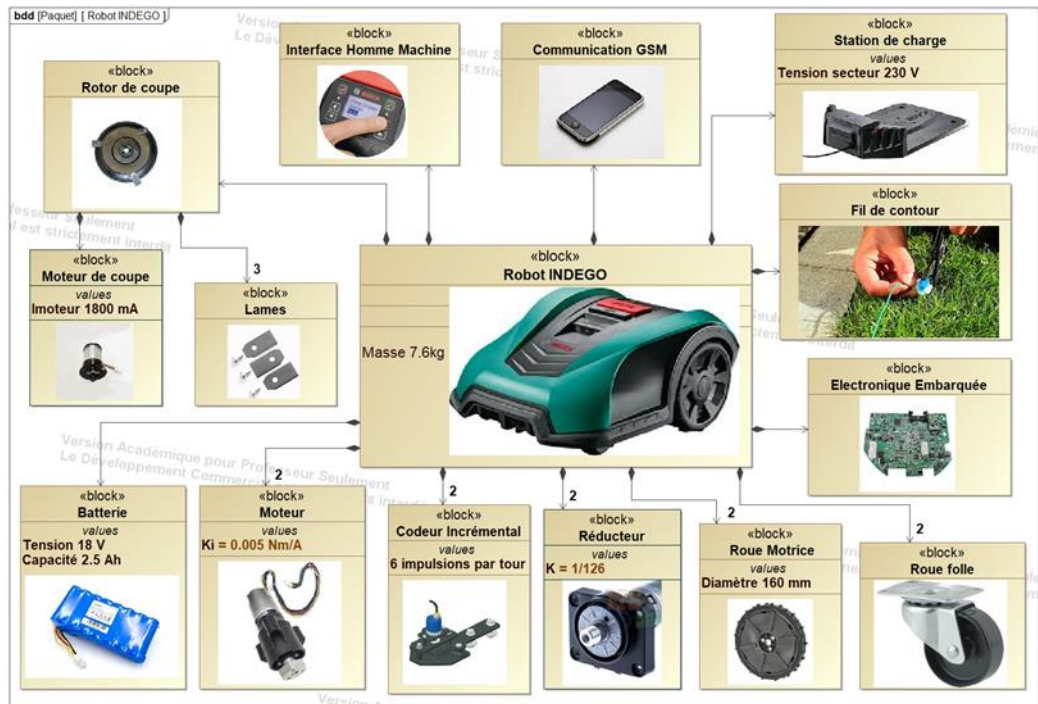 bdd [Paquet] [ Robot INDEGO ]
«block»
Rotor de coupe
«block»
Interface Homme Machine
«block»
Communication GSM
«block»
Station de charge
values
Tension secteur 230 V
«block»
Fil de contour
«block»
Moteur de coupe
values
Imoteur 1800 mA
3
«block»
Lames
«block»
Robot INDEGO
Masse 7.6kg
«block»
Electronique Embarquée
«block»
Batterie
values
Tension 18 V
Capacité 2.5 Ah
2
«block»
Moteur
values
Ki = 0.005 Nm/A
2
«block»
Codeur Incrémental
values
6 impulsions par tour
2
«block»
Réducteur
values
K = 1/126
2
«block»
Roue Motrice
values
Diamètre 160 mm
2
«block»
Roue folle
Version Académique pour Professeur Seulement
Le Développement Commercial
est strictement interdit